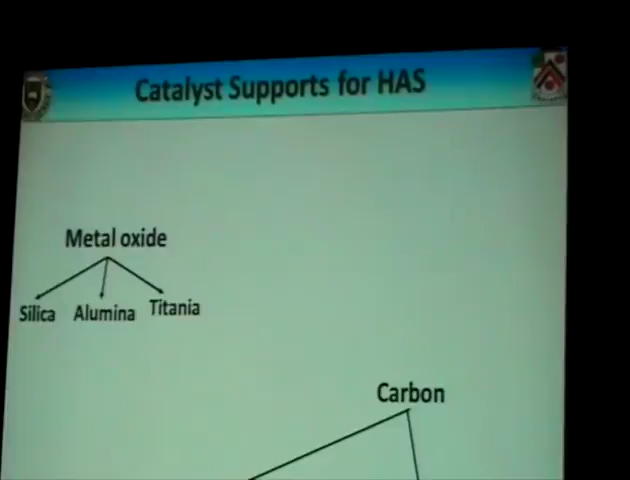 Catalyst Supports for HAS
Metal oxide
Silica Alumina Titania
Carbon